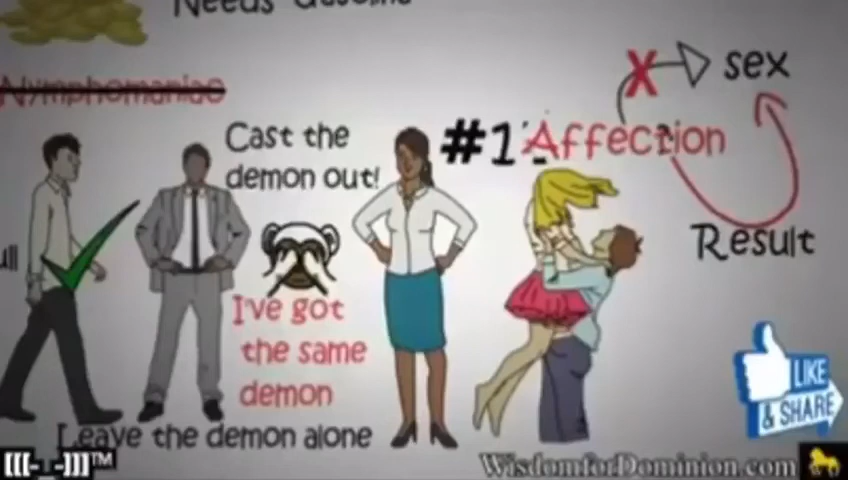 Needs Gasoline
Nymphomaniac
Cast the
demon out!
I've got
the same
demon
Leave the demon alone
#1 Affection
sex
Result
LIKE
& SHARE
WisdomforDominion.com
(((-_-)))™